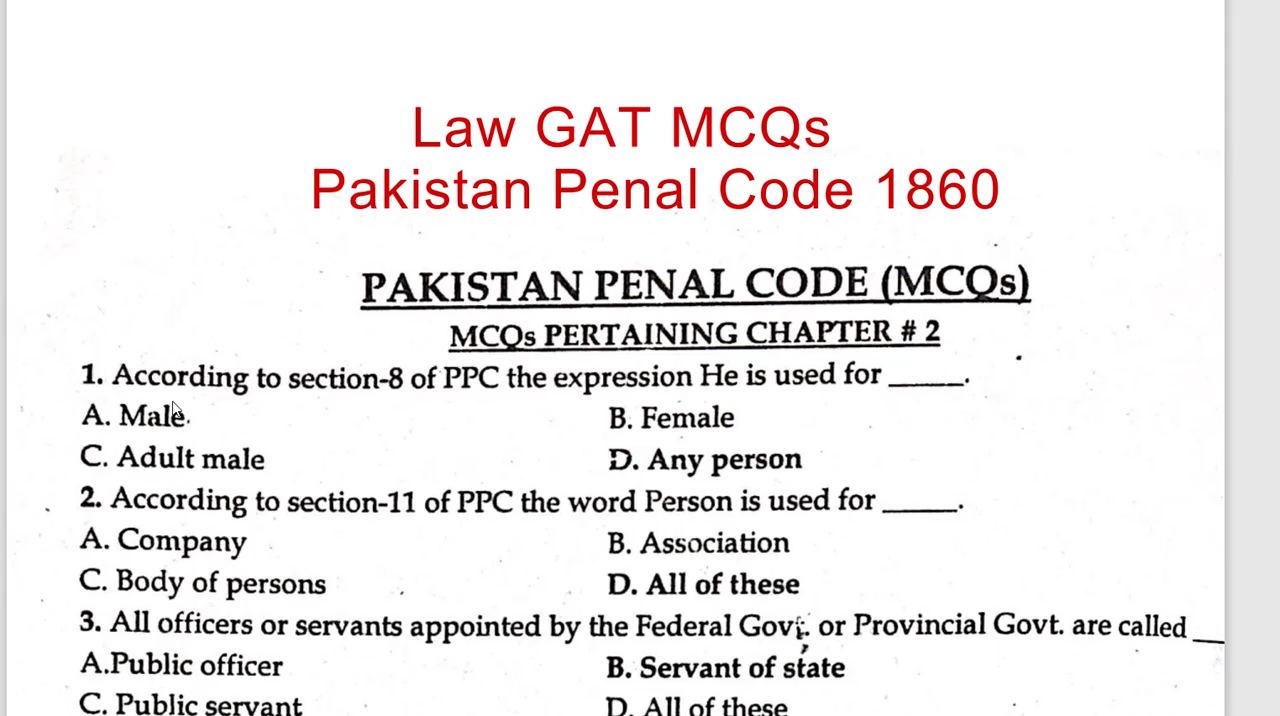 Law GAT MCQs
Pakistan Penal Code 1860
PAKISTAN PENAL CODE (MCQs)
MCQs PERTAINING CHAPTER # 2
1. According to section-8 of PPC the expression He is used for _____.
A. Male. B. Female
C. Adult male D. Any person
2. According to section-11 of PPC the word Person is used for _____.
A. Company B. Association
C. Body of persons D. All of these
3. All officers or servants appointed by the Federal Govt. or Provincial Govt. are called __
A.Public officer B. Servant of state
C. Public servant D. All of these